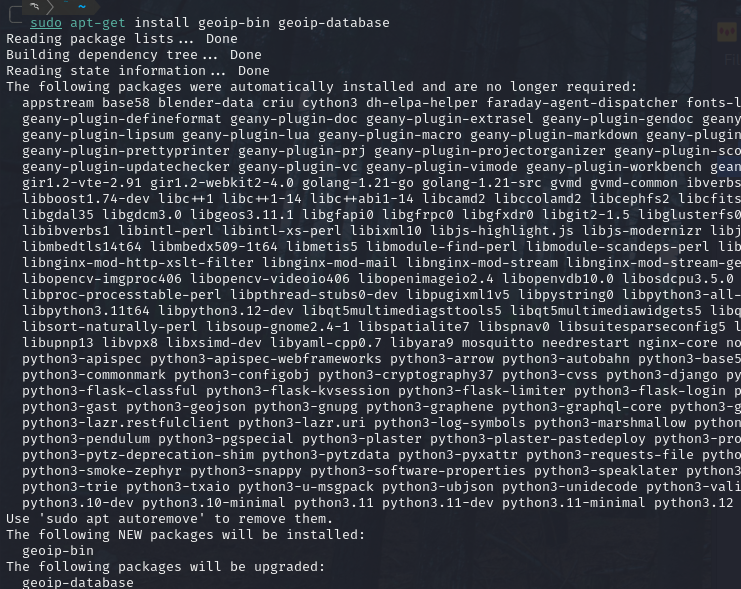 ~
sudo apt-get install geoip-bin geoip-database
Reading package lists... Done
Building dependency tree... Done
Reading state information... Done
The following packages were automatically installed and are no longer required:
appstream base58 blender-data criu cython3 dh-elpa-helper faraday-agent-dispatcher fonts-l
geany-plugin-defineformat geany-plugin-doc geany-plugin-extrasel geany-plugin-gendoc geany
geany-plugin-lipsum geany-plugin-lua geany-plugin-macro geany-plugin-markdown geany-plugin
geany-plugin-prettyprinter geany-plugin-prj geany-plugin-projectorganizer geany-plugin-sco
geany-plugin-updatechecker geany-plugin-vc geany-plugin-vimode geany-plugin-workbench gean
gir1.2-vte-2.91 gir1.2-webkit2-4.0 golang-1.21-go golang-1.21-src gvmd gvmd-common ibverbs
libboost1.74-dev libc++1 libc++1-14 libc++abi1-14 libcamd2 libccolamd2 libcephfs2 libcfits
libgdal35 libgdcm3.0 libgeos3.11.1 libgfapi0 libgfrpc0 libgfxdr0 libgit2-1.5 libglusterfs0
libibverbs1 libintl-perl libintl-xs-perl libixml10 libjs-highlight.js libjs-modernizr libj
libmbedtls14t64 libmbedx509-1t64 libmetis5 libmodule-find-perl libmodule-scandeps-perl lib
libnginx-mod-http-xslt-filter libnginx-mod-mail libnginx-mod-stream libnginx-mod-stream-ge
libopencv-imgproc406 libopencv-videoio406 libopenimageio2.4 libopenvdb10.0 libosdcpu3.5.0
libproc-processtable-perl libpthread-stubs0-dev libpugixml1v5 libpystring0 libpython3-all-
libpython3.11t64 libpython3.12-dev libqt5multimediagsttools5 libqt5multimediawidgets5 libq
libsort-naturally-perl libsoup-gnome2.4-1 libspatialite7 libspnav0 libsuitesparseconfig5 l
libupnp13 libvpx8 libxsimd-dev libyaml-cpp0.7 libyara9 mosquitto needrestart nginx-core no
python3-apispec python3-apispec-webframeworks python3-arrow python3-autobahn python3-base5
python3-commonmark python3-configobj python3-cryptography37 python3-cvss python3-django py
python3-flask-classful python3-flask-kvsession python3-flask-limiter python3-flask-login p
python3-gast python3-geojson python3-gnupg python3-graphene python3-graphql-core python3-g
python3-lazr.restfulclient python3-lazr.uri python3-log-symbols python3-marshmallow python
python3-pendulum python3-pgspecial python3-plaster python3-plaster-pastedeploy python3-pro
python3-pytz-deprecation-shim python3-pytzdata python3-pyxattr python3-requests-file pytho
python3-smoke-zephyr python3-snappy python3-software-properties python3-speaklater python3
python3-trie python3-txaio python3-u-msgpack python3-ubjson python3-unidecode python3-vali
python3.10-dev python3.10-minimal python3.11 python3.11-dev python3.11-minimal python3.12
Use 'sudo apt autoremove' to remove them.
The following NEW packages will be installed:
geoip-bin
The following packages will be upgraded:
geoip-database